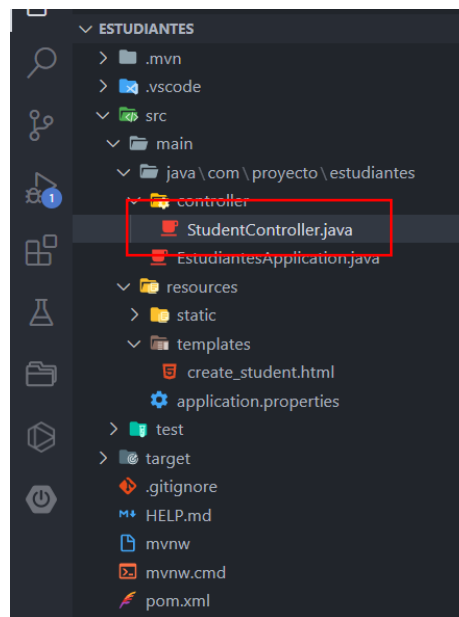 ESTUDIANTES
.mvn
.vscode
src
main
java\com\proyecto\estudiantes
controller
StudentController.java
EstudiantesApplication.java
resources
static
templates
create_student.html
application.properties
test
target
.gitignore
M↓ HELP.md
mvnw
mvnw.cmd
pom.xml
1